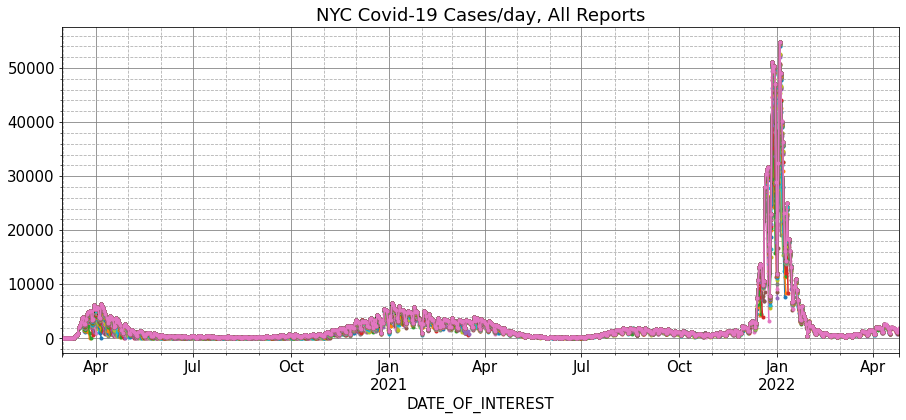 NYC Covid-19 Cases/day, All Reports
50000
40000
30000
20000
10000
0
Apr Jul Oct Jan Apr Jul Oct Jan Apr
2021 2022
DATE_OF_INTEREST